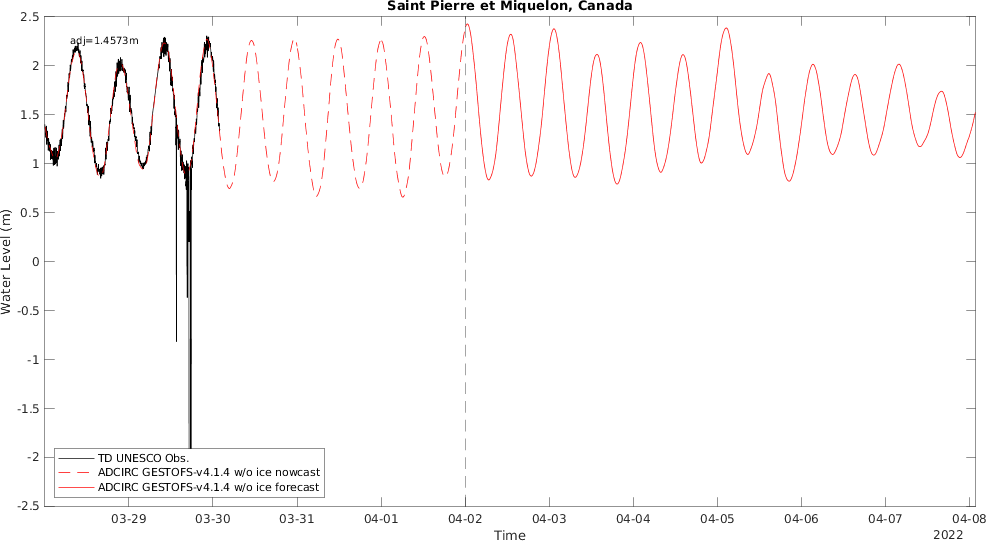 Saint Pierre et Miquelon, Canada
adj=1.4573m
2.5
2
1.5
1
0.5
0
-0.5
-1
-1.5
-2
-2.5
Water Level (m)
TD UNESCO Obs.
ADCIRC GESTOFS-v4.1.4 w/o ice nowcast
ADCIRC GESTOFS-v4.1.4 w/o ice forecast
03-29 03-30 03-31 04-01 04-02 04-03 04-04 04-05 04-06 04-07 04-08
Time
2022